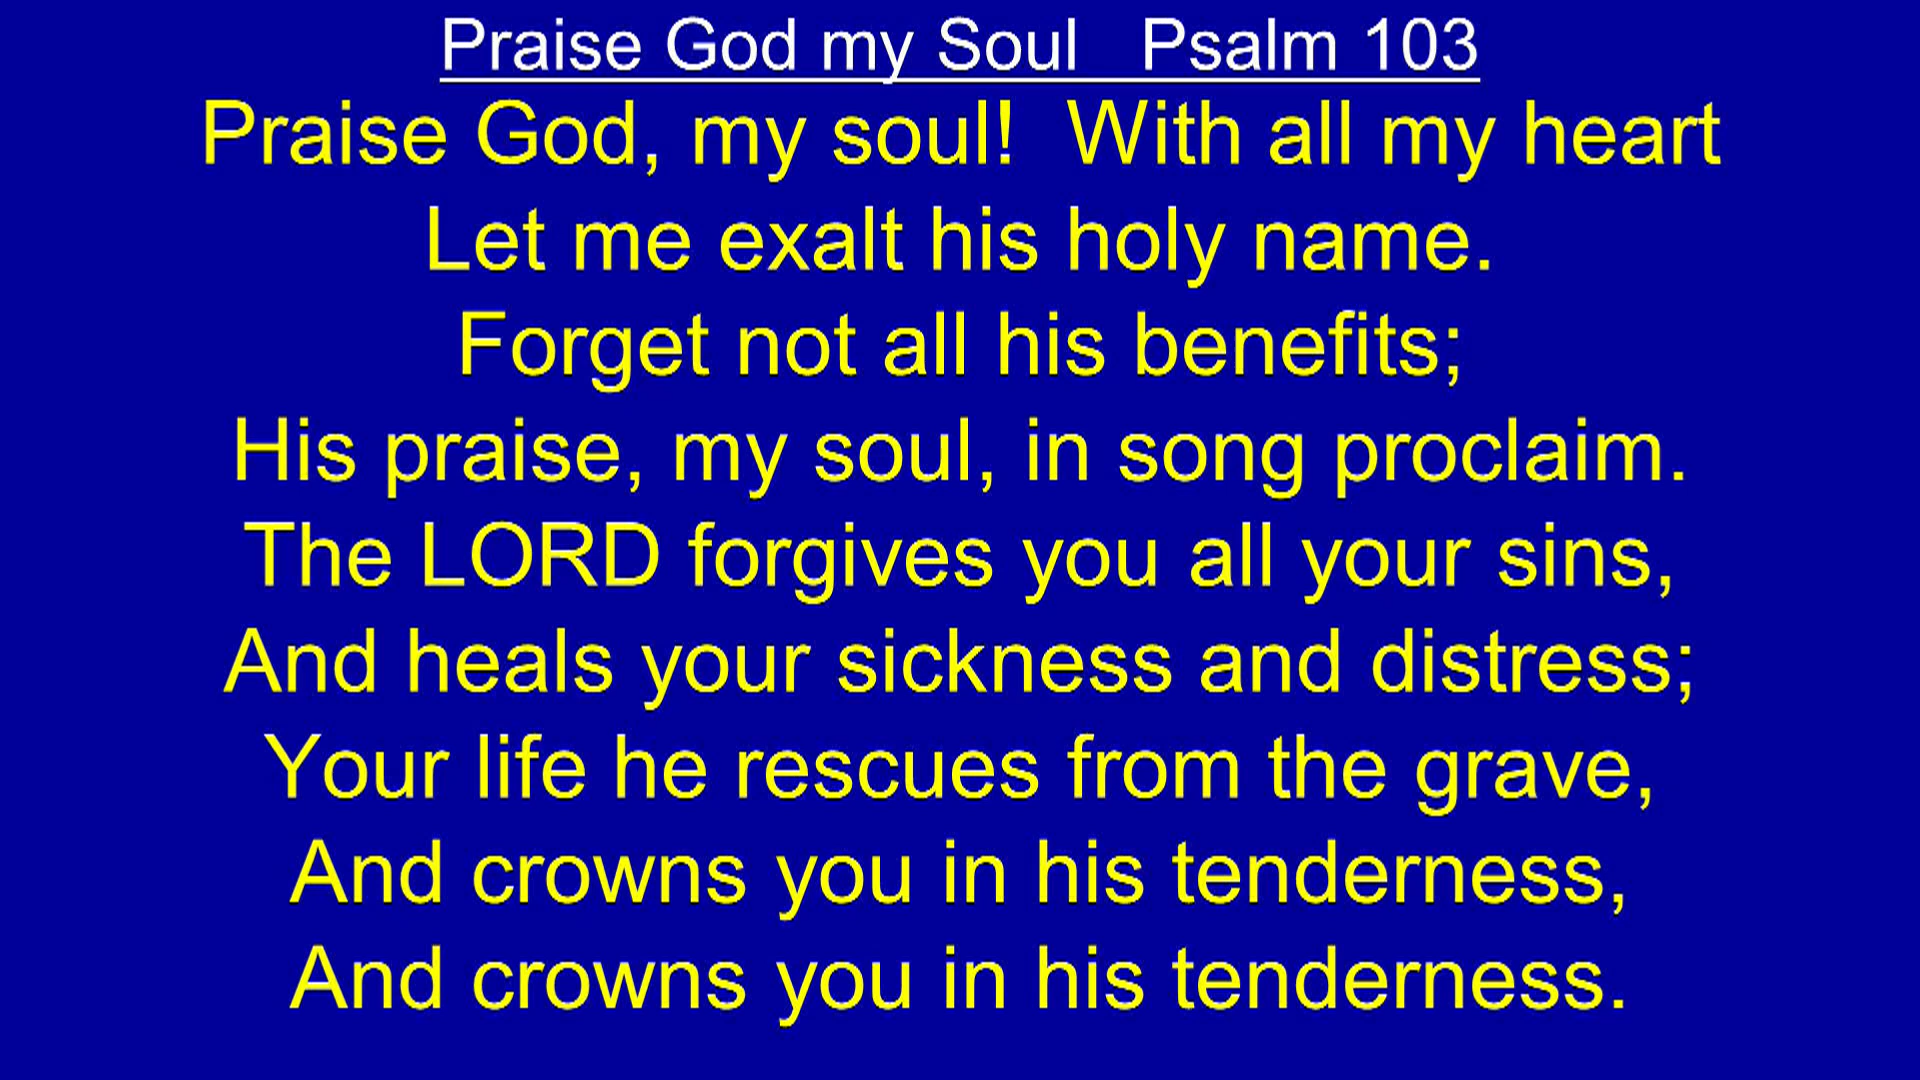 Praise God my Soul   Psalm 103
Praise God, my soul!  With all my heart
Let me exalt his holy name.
Forget not all his benefits;
His praise, my soul, in song proclaim.
The LORD forgives you all your sins,
And heals your sickness and distress;
Your life he rescues from the grave,
And crowns you in his tenderness,
And crowns you in his tenderness.